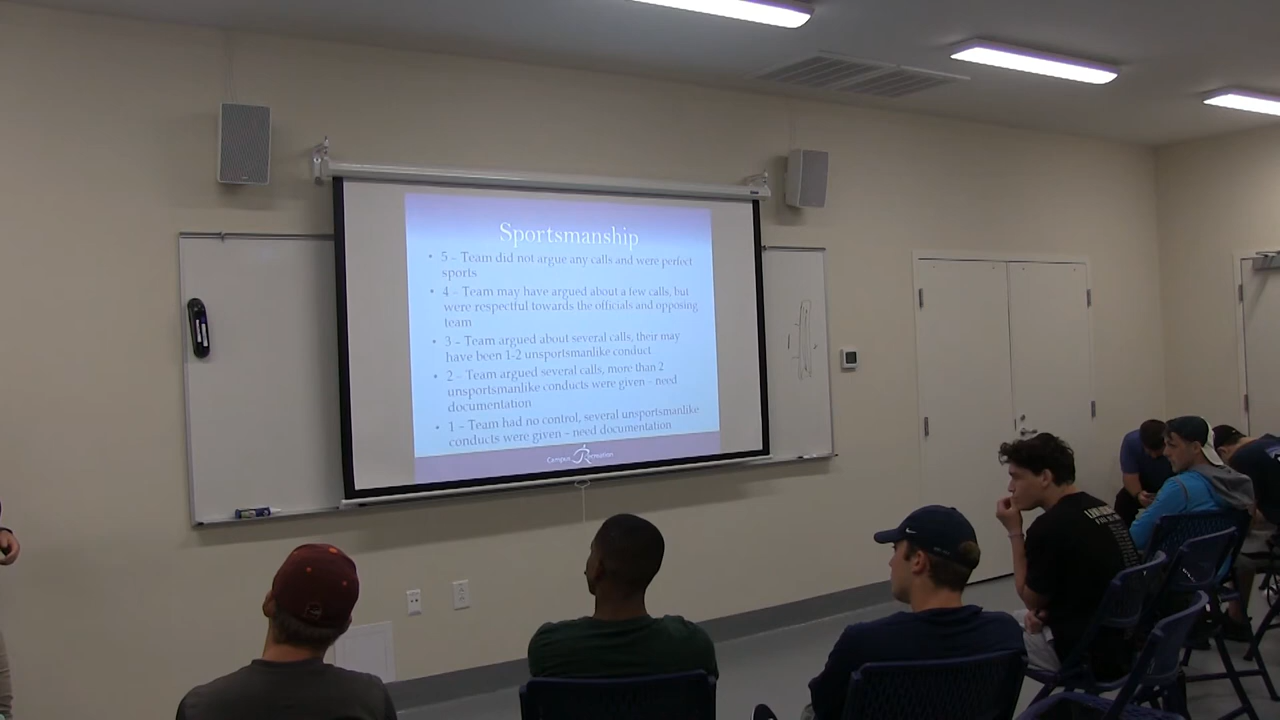 Sportsmanship
• 5 – Team did not argue any calls and were perfect
sports
• 4 – Team may have argued about a few calls, but
were respectful towards the officials and opposing
team
• 3 – Team argued about several calls, their may
have been 1-2 unsportsmanlike conduct
• 2 – Team argued several calls, more than 2
unsportsmanlike conducts were given – need
documentation
• 1 – Team had no control, several unsportsmanlike
conducts were given – need documentation
Campus Recreation